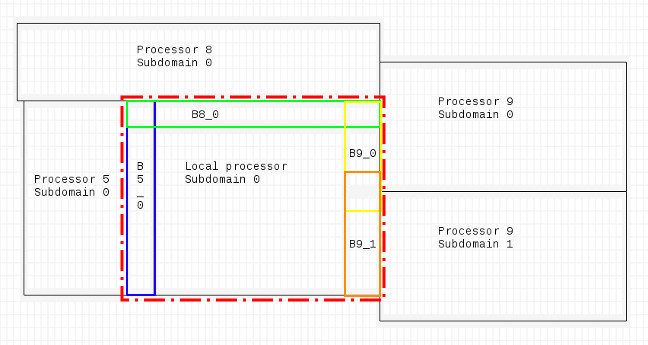 Processor 8
Subdomain 0
Processor 9
Subdomain 0
B8_0
B9_0
B
5
_
0
Local processor
Subdomain 0
Processor 5
Subdomain 0
Processor 9
Subdomain 1
B9_1